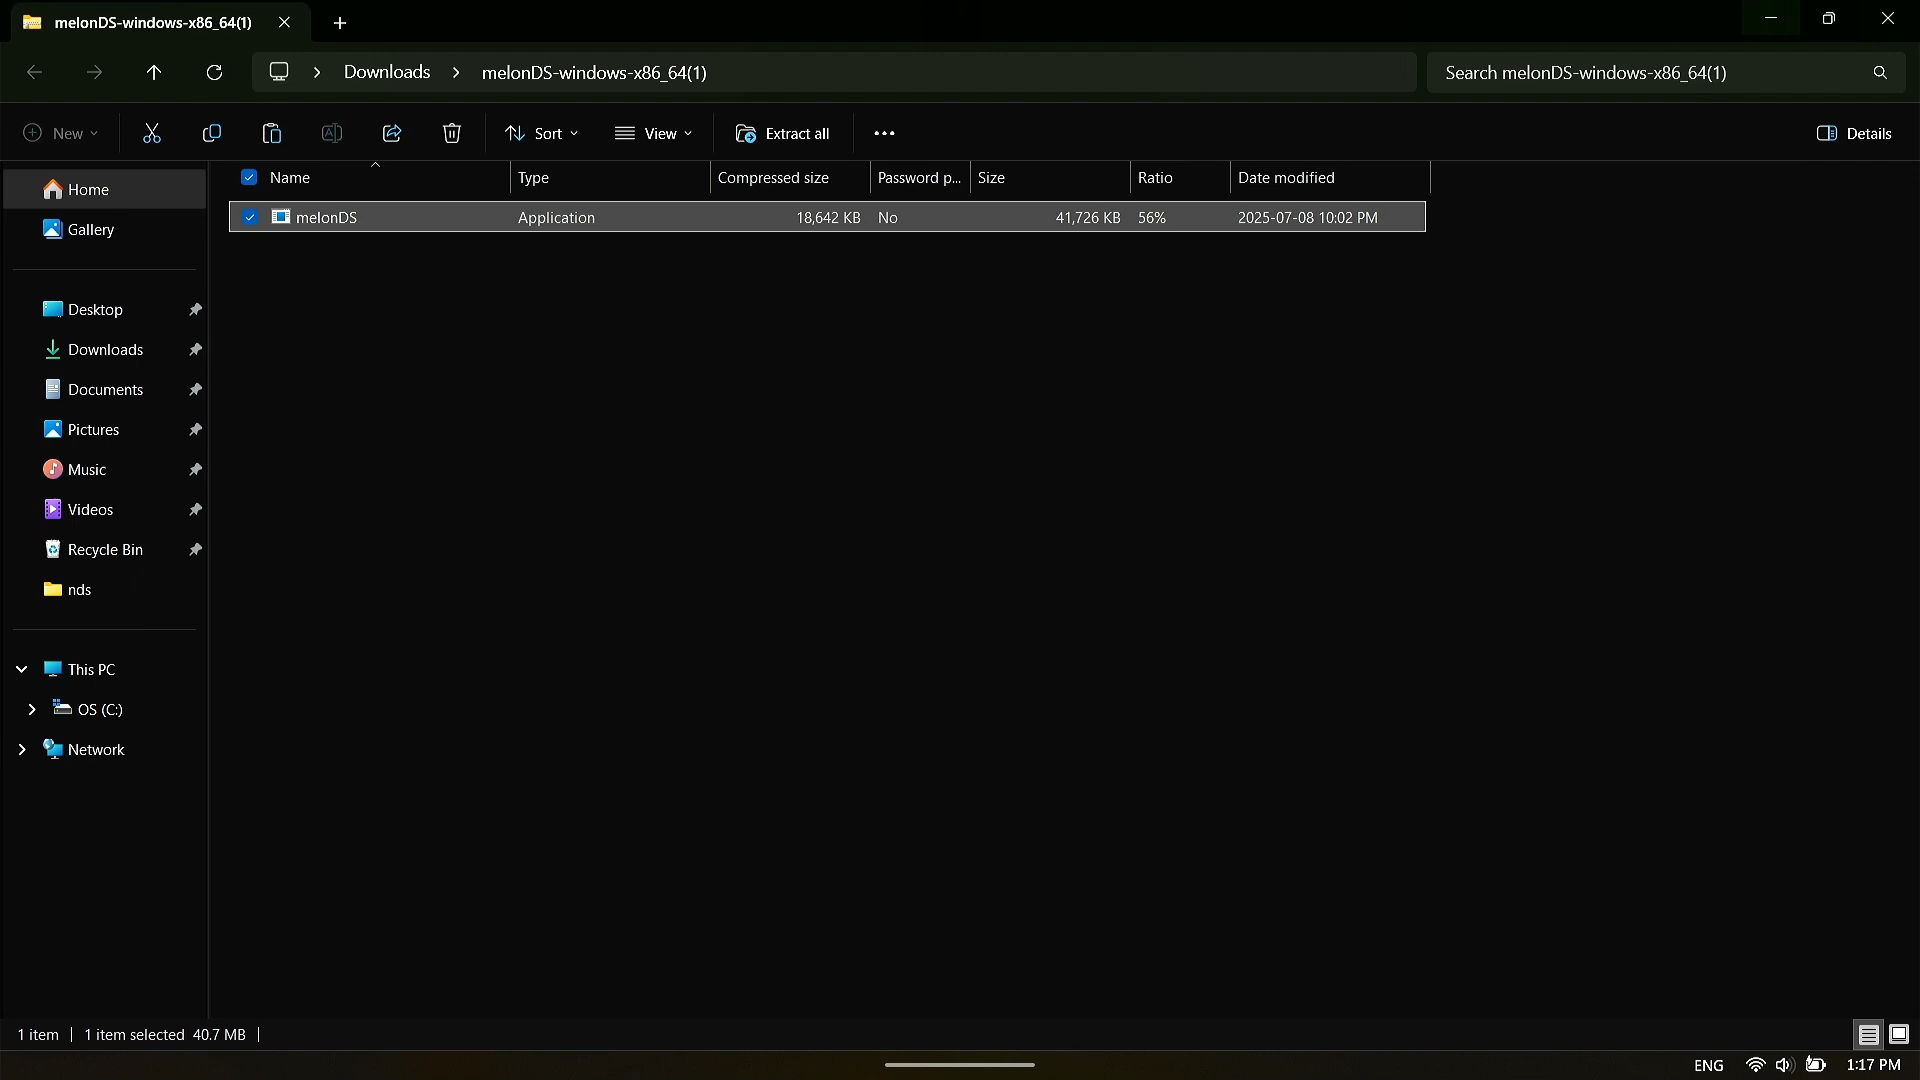 melonDS-windows-x86_64(1)
Downloads
melonDS-windows-x86_64(1)
Search melonDS-windows-x86_64(1)
New
Sort
View
Extract all
Details
Name
Type
Compressed size
Password p...
Size
Ratio
Date modified
melonDS
Application
18,642 KB
No
41,726 KB
56%
2025-07-08 10:02 PM
Home
Gallery
Desktop
Downloads
Documents
Pictures
Music
Videos
Recycle Bin
nds
This PC
OS (C:)
Network
1 item
1 item selected 40.7 MB
ENG
1:17 PM